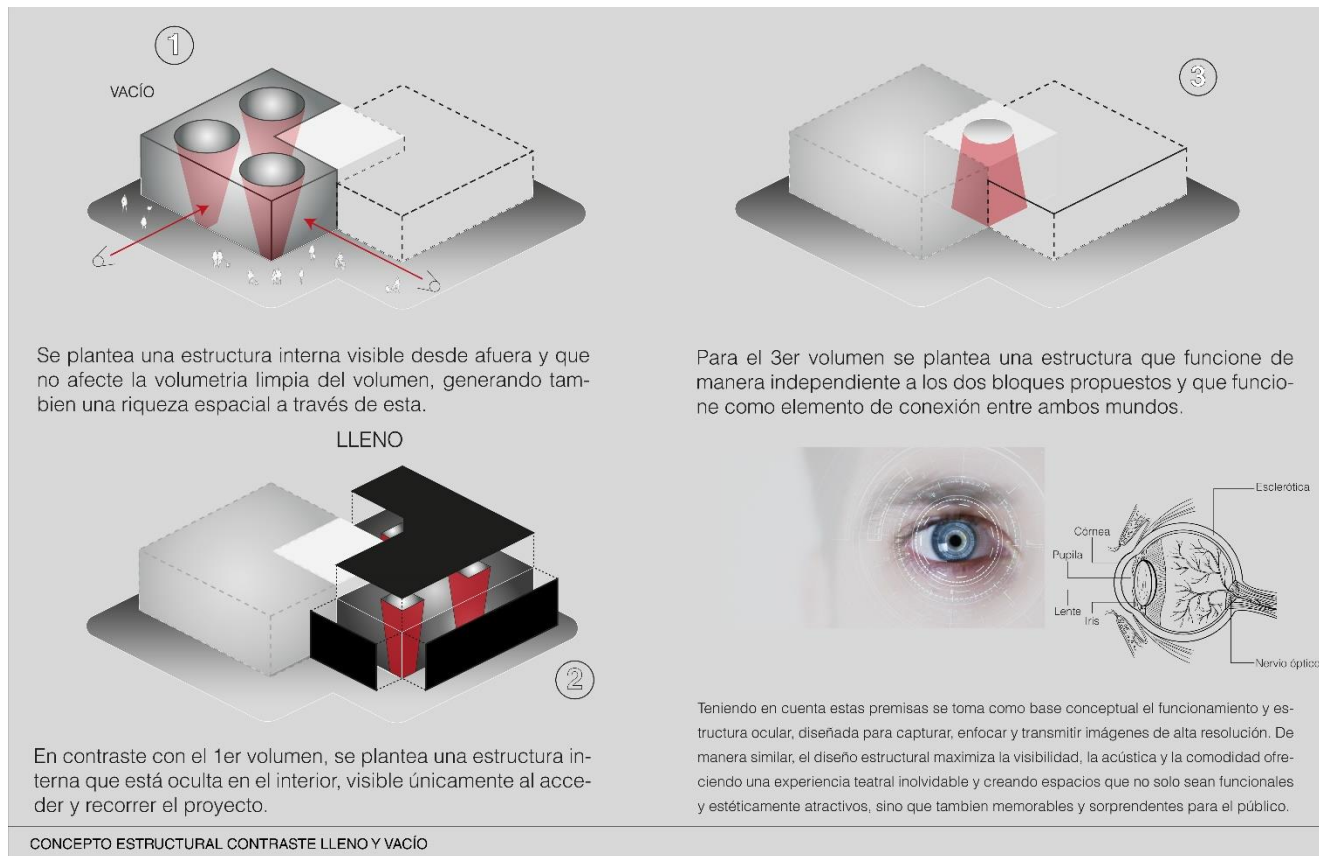 1
VACÍO
Se plantea una estructura interna visible desde afuera y que
no afecte la volumetria limpia del volumen, generando tam-
bien una riqueza espacial a través de esta.
LLENO
2
En contraste con el 1er volumen, se plantea una estructura in-
terna que está oculta en el interior, visible únicamente al acce-
der y recorrer el proyecto.
3
Para el 3er volumen se plantea una estructura que funcione de
manera independiente a los dos bloques propuestos y que funcio-
ne como elemento de conexión entre ambos mundos.
Esclerótica
Córnea
Pupila
Lente
Iris
Nervio óptico
Teniendo en cuenta estas premisas se toma como base conceptual el funcionamiento y es-
tructura ocular, diseñada para capturar, enfocar y transmitir imágenes de alta resolución. De
manera similar, el diseño estructural maximiza la visibilidad, la acústica y la comodidad ofre-
ciendo una experiencia teatral inolvidable y creando espacios que no solo sean funcionales
y estéticamente atractivos, sino que tambien memorables y sorprendentes para el público.
CONCEPTO ESTRUCTURAL CONTRASTE LLENO Y VACÍO